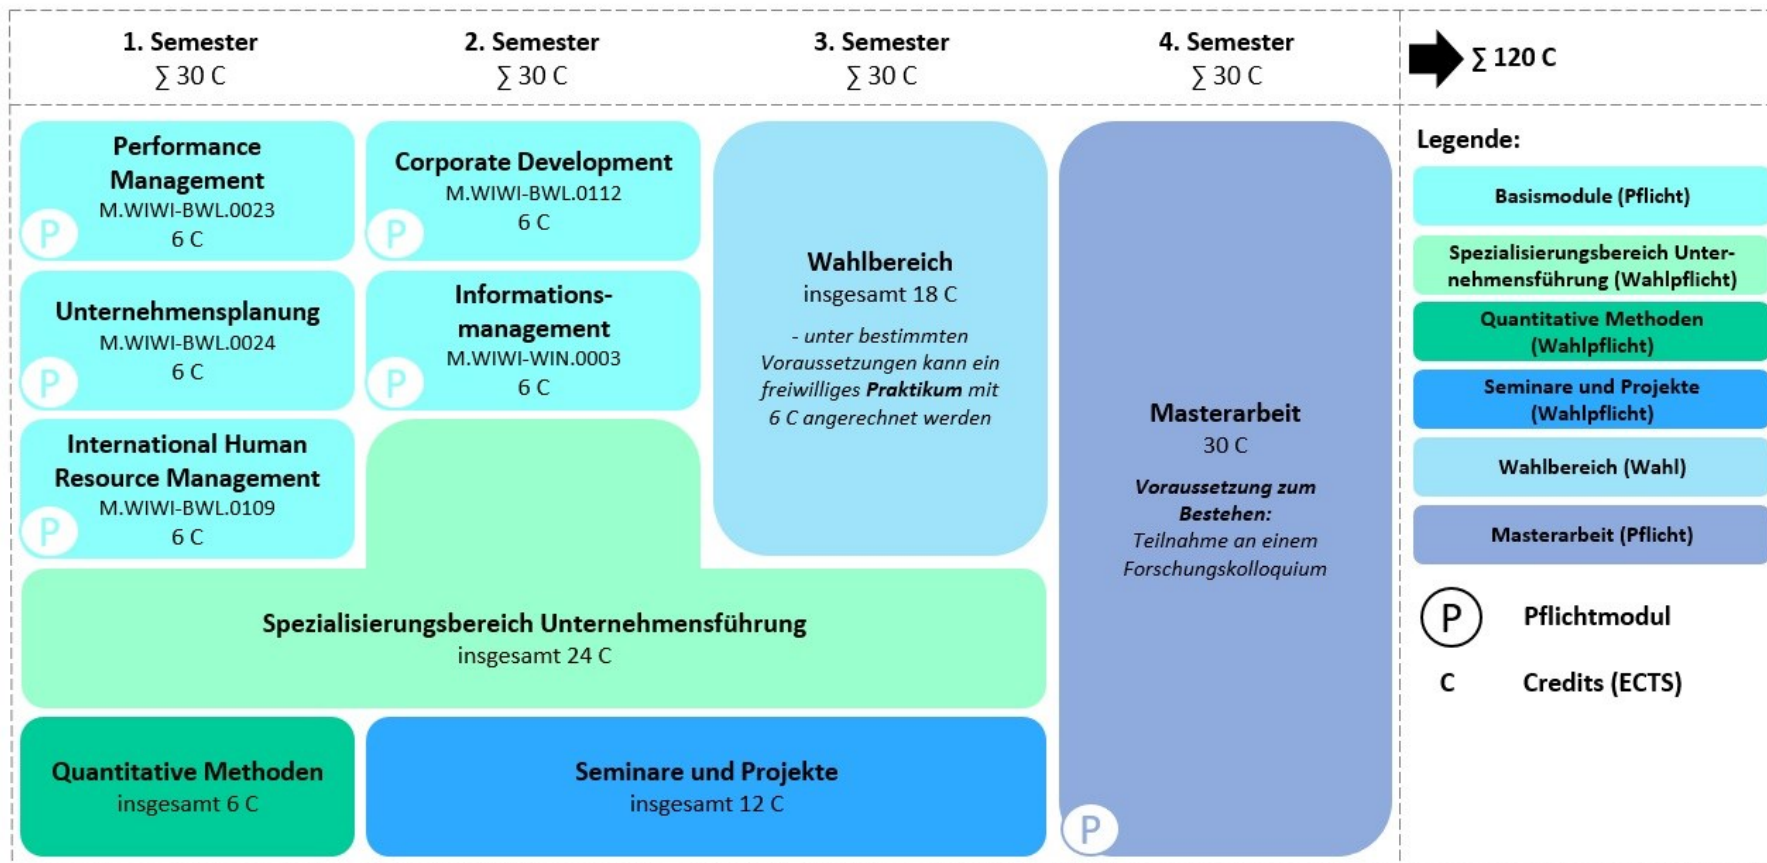 1. Semester
∑ 30 C
2. Semester
∑ 30 C
3. Semester
∑ 30 C
4. Semester
∑ 30 C
∑ 120 C
Performance
Management
M.WIWI-BWL.0023
6 C
P
Unternehmensplanung
M.WIWI-BWL.0024
6 C
P
International Human
Resource Management
M.WIWI-BWL.0109
6 C
P
Corporate Development
M.WIWI-BWL.0112
6 C
P
Informations-
management
M.WIWI-WIN.0003
6 C
P
Wahlbereich
insgesamt 18 C
- unter bestimmten
Voraussetzungen kann ein
freiwilliges Praktikum mit
6 C angerechnet werden
Spezialisierungsbereich Unternehmensführung
insgesamt 24 C
Quantitative Methoden
insgesamt 6 C
Seminare und Projekte
insgesamt 12 C
Masterarbeit
30 C
Voraussetzung zum
Bestehen:
Teilnahme an einem
Forschungskolloquium
P
Legende:
Basismodule (Pflicht)
Spezialisierungsbereich Unter-
nehmensführung (Wahlpflicht)
Quantitative Methoden
(Wahlpflicht)
Seminare und Projekte
(Wahlpflicht)
Wahlbereich (Wahl)
Masterarbeit (Pflicht)
P Pflichtmodul
C Credits (ECTS)